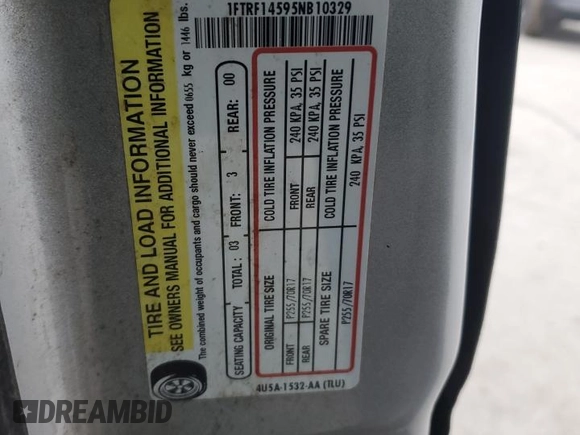 1FTRF14595NB10329
TIRE AND LOAD INFORMATION
SEE OWNERS MANUAL FOR ADDITIONAL INFORMATION
The combined weight of occupants and cargo should never exceed 0655 kg or 1446 lbs.
SEATING CAPACITY TOTAL: 03 FRONT: 3 REAR: 00
ORIGINAL TIRE SIZE COLD TIRE INFLATION PRESSURE
FRONT P255/70R17 FRONT 240 KPA, 35 PSI
REAR P255/70R17 REAR 240 KPA, 35 PSI
SPARE TIRE SIZE COLD TIRE INFLATION PRESSURE
P255/70R17 240 KPA, 35 PSI
4U5A-1532-AA (TLU)
DREAMBID